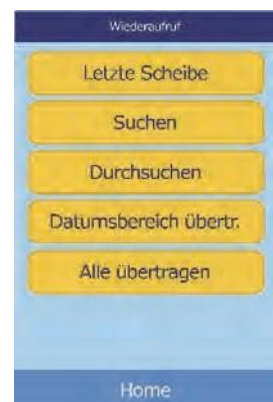 Wiederaufruf
Letzte Scheibe
Suchen
Durchsuchen
Datumsbereich übertr.
Alle übertragen
Home